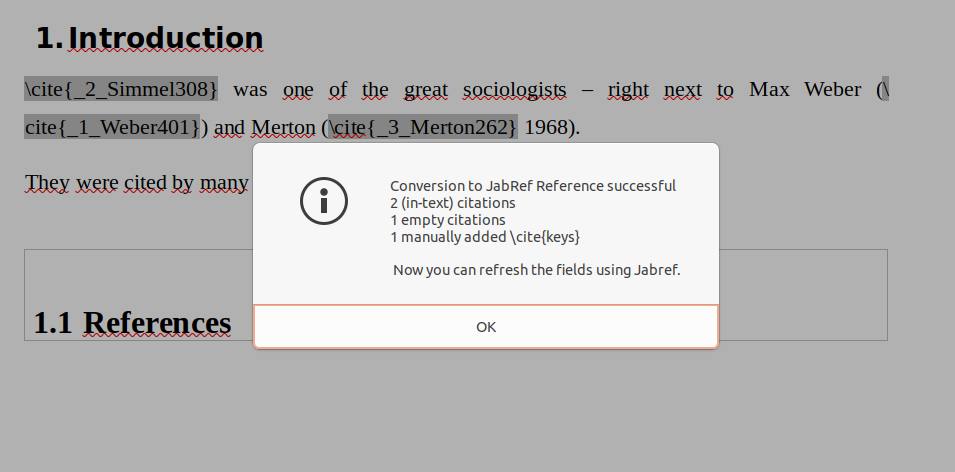 1. Introduction
\cite{_2_Simmel308} was one of the great sociologists – right next to Max Weber (\
cite{_1_Weber401}) and Merton (\cite{_3_Merton262} 1968).
They were cited by many
Conversion to JabRef Reference successful
2 (in-text) citations
1 empty citations
1 manually added \cite{keys}
Now you can refresh the fields using Jabref.
OK
1.1 References